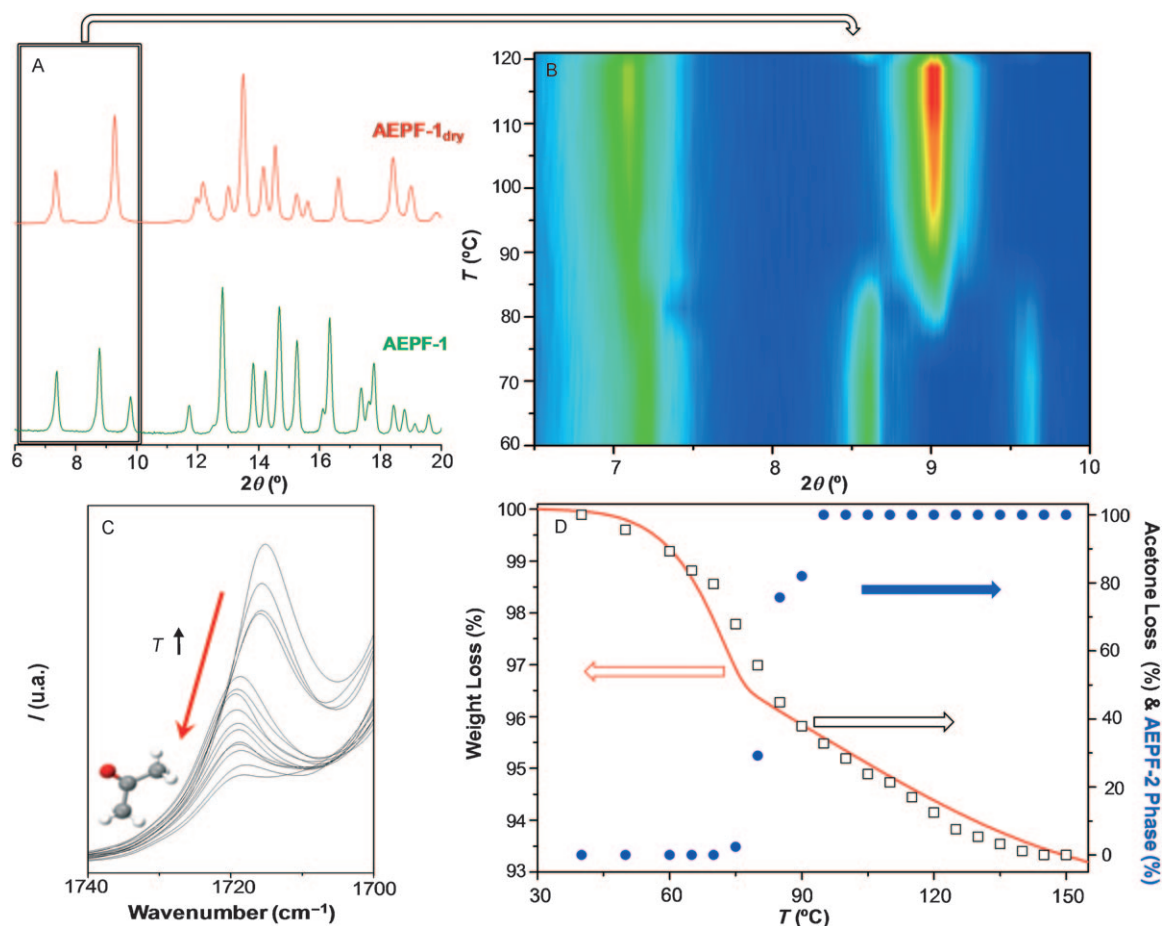 A
AEPF-1dry
AEPF-1
6 8 10 12 14 16 18 20
2θ (º)
B
120
110
100
90
80
70
60
T (ºC)
7 8 9 10
2θ (º)
C
T
I (u.a.)
1740 1720 1700
Wavenumber (cm⁻¹)
D
100
99
98
97
96
95
94
93
Weight Loss (%)
30 60 90 120 150
T (ºC)
100
80
60
40
20
0
Acetone Loss
(%) & AEPF-2 Phase (%)